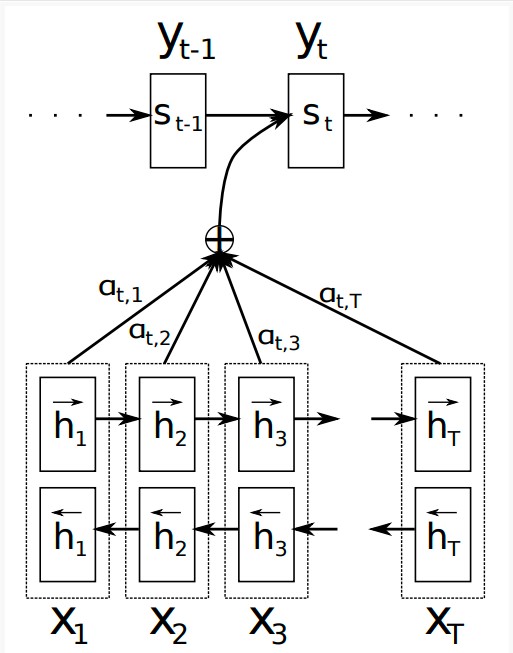 y_{t-1} y_t
. . . s_{t-1} s_t . . .
+
a_{t,1} a_{t,2} a_{t,3} a_{t,T}
\overrightarrow{h}_1 \overrightarrow{h}_2 \overrightarrow{h}_3 \overrightarrow{h}_T
\overleftarrow{h}_1 \overleftarrow{h}_2 \overleftarrow{h}_3 \overleftarrow{h}_T
x_1 x_2 x_3 x_T